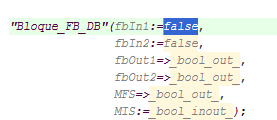 "Bloque_FB_DB"(fbIn1:=false,
fbIn2:=false,
fbOut1=>_bool_out_,
fbOut2=>_bool_out_,
MFS=>_bool_out_,
MIS:=_bool_inout_);